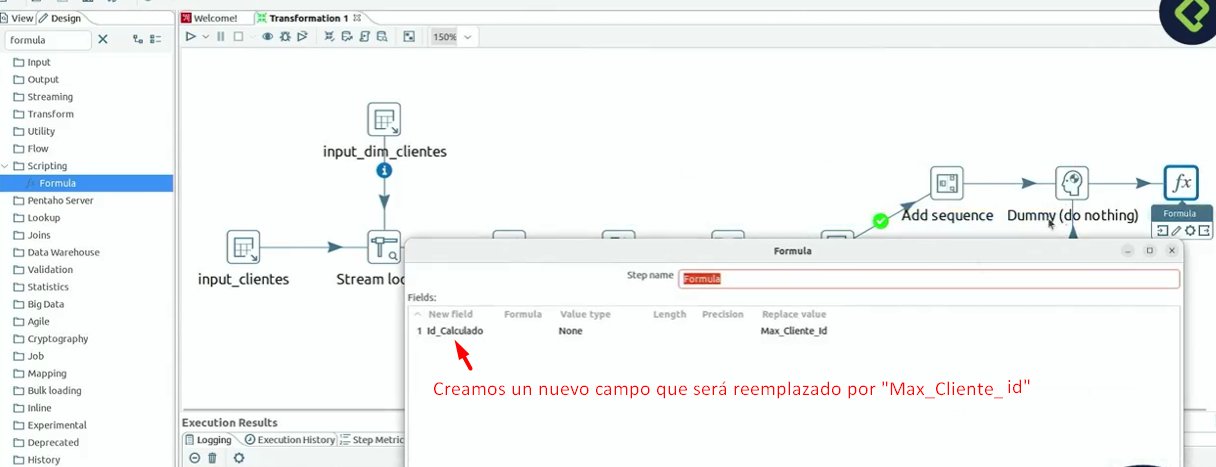 View Design
Welcome! Transformation 1
formula
150%
Input
Output
Streaming
Transform
Utility
Flow
Scripting
Formula
Pentaho Server
Lookup
Joins
Data Warehouse
Validation
Statistics
Big Data
Agile
Cryptography
Job
Mapping
Bulk loading
Inline
Experimental
Deprecated
History
input_dim_clientes
input_clientes
Stream loo
Add sequence
Dummy (do nothing)
fx
Formula
Formula
Step name Formula
Fields:
New field Formula Value type Length Precision Replace value
1 Id_Calculado None Max_Cliente_Id
Creamos un nuevo campo que será reemplazado por "Max_Cliente_ id"
Execution Results
Logging Execution History Step Metric